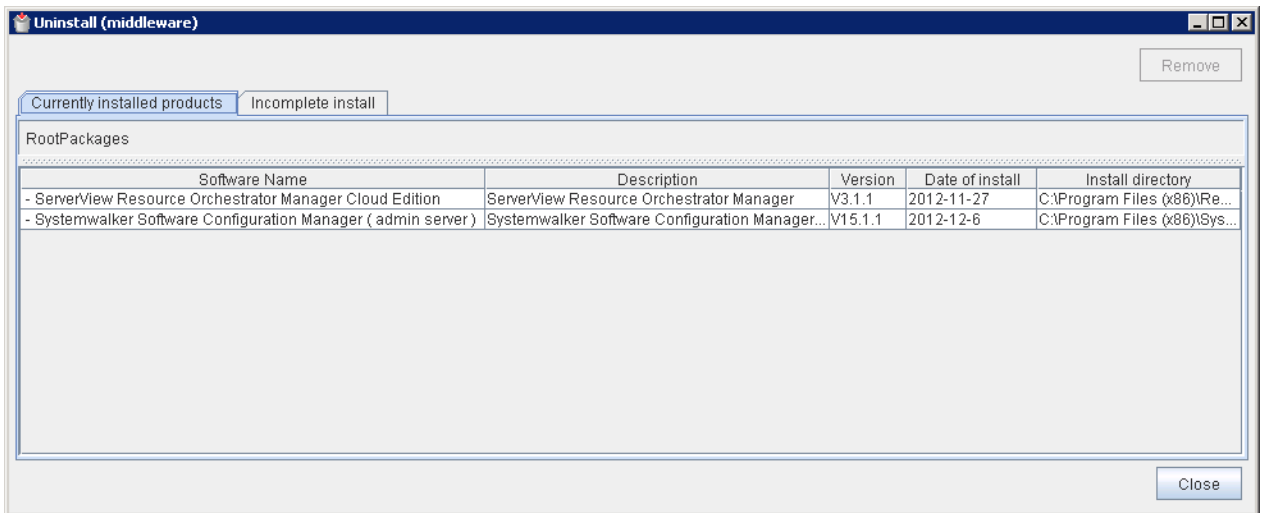 Uninstall (middleware)
Remove
Currently installed products Incomplete install
RootPackages
Software Name Description Version Date of install Install directory
- ServerView Resource Orchestrator Manager Cloud Edition ServerView Resource Orchestrator Manager V3.1.1 2012-11-27 C:\Program Files (x86)\Re...
- Systemwalker Software Configuration Manager ( admin server ) Systemwalker Software Configuration Manager... V15.1.1 2012-12-6 C:\Program Files (x86)\Sys...
Close